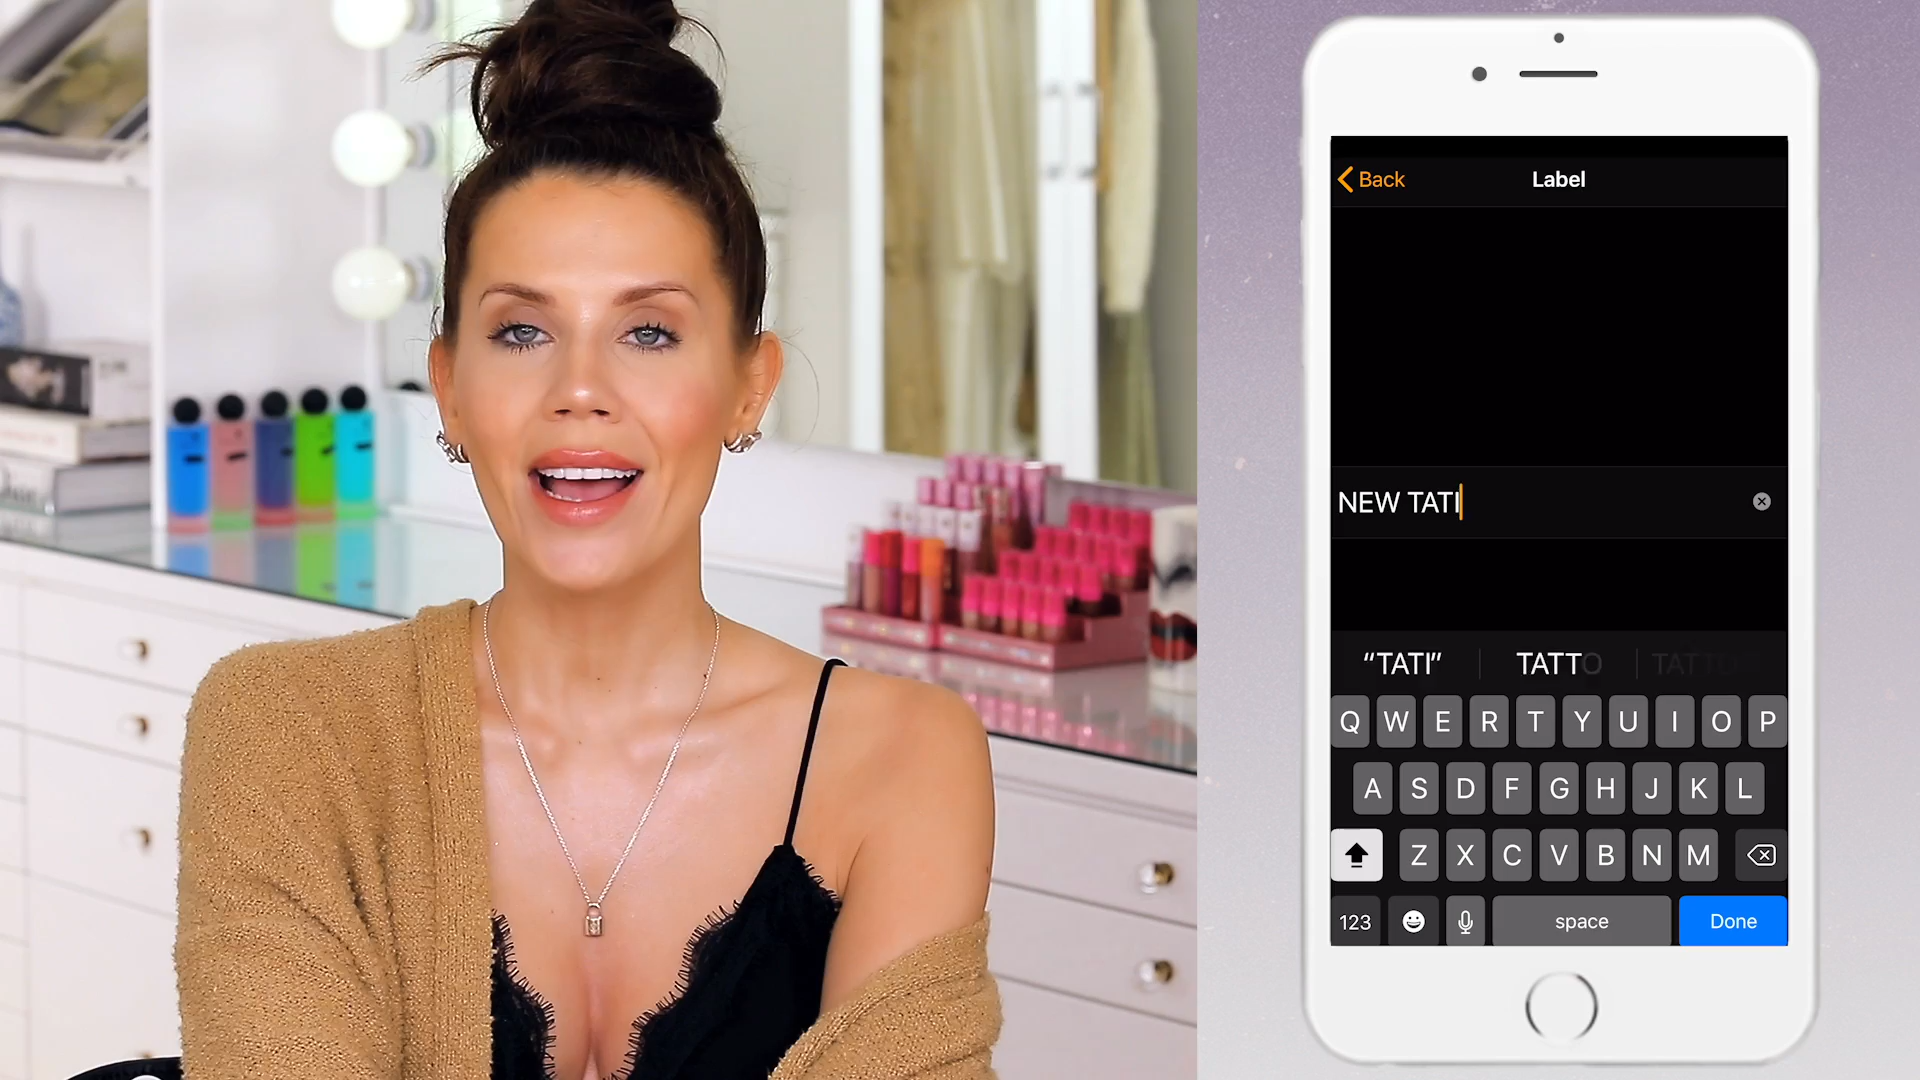 Back
Label
NEW TATI
“TATI”
TATTO
Q W E R T Y U I O P
A S D F G H J K L
Z X C V B N M
123
space
Done